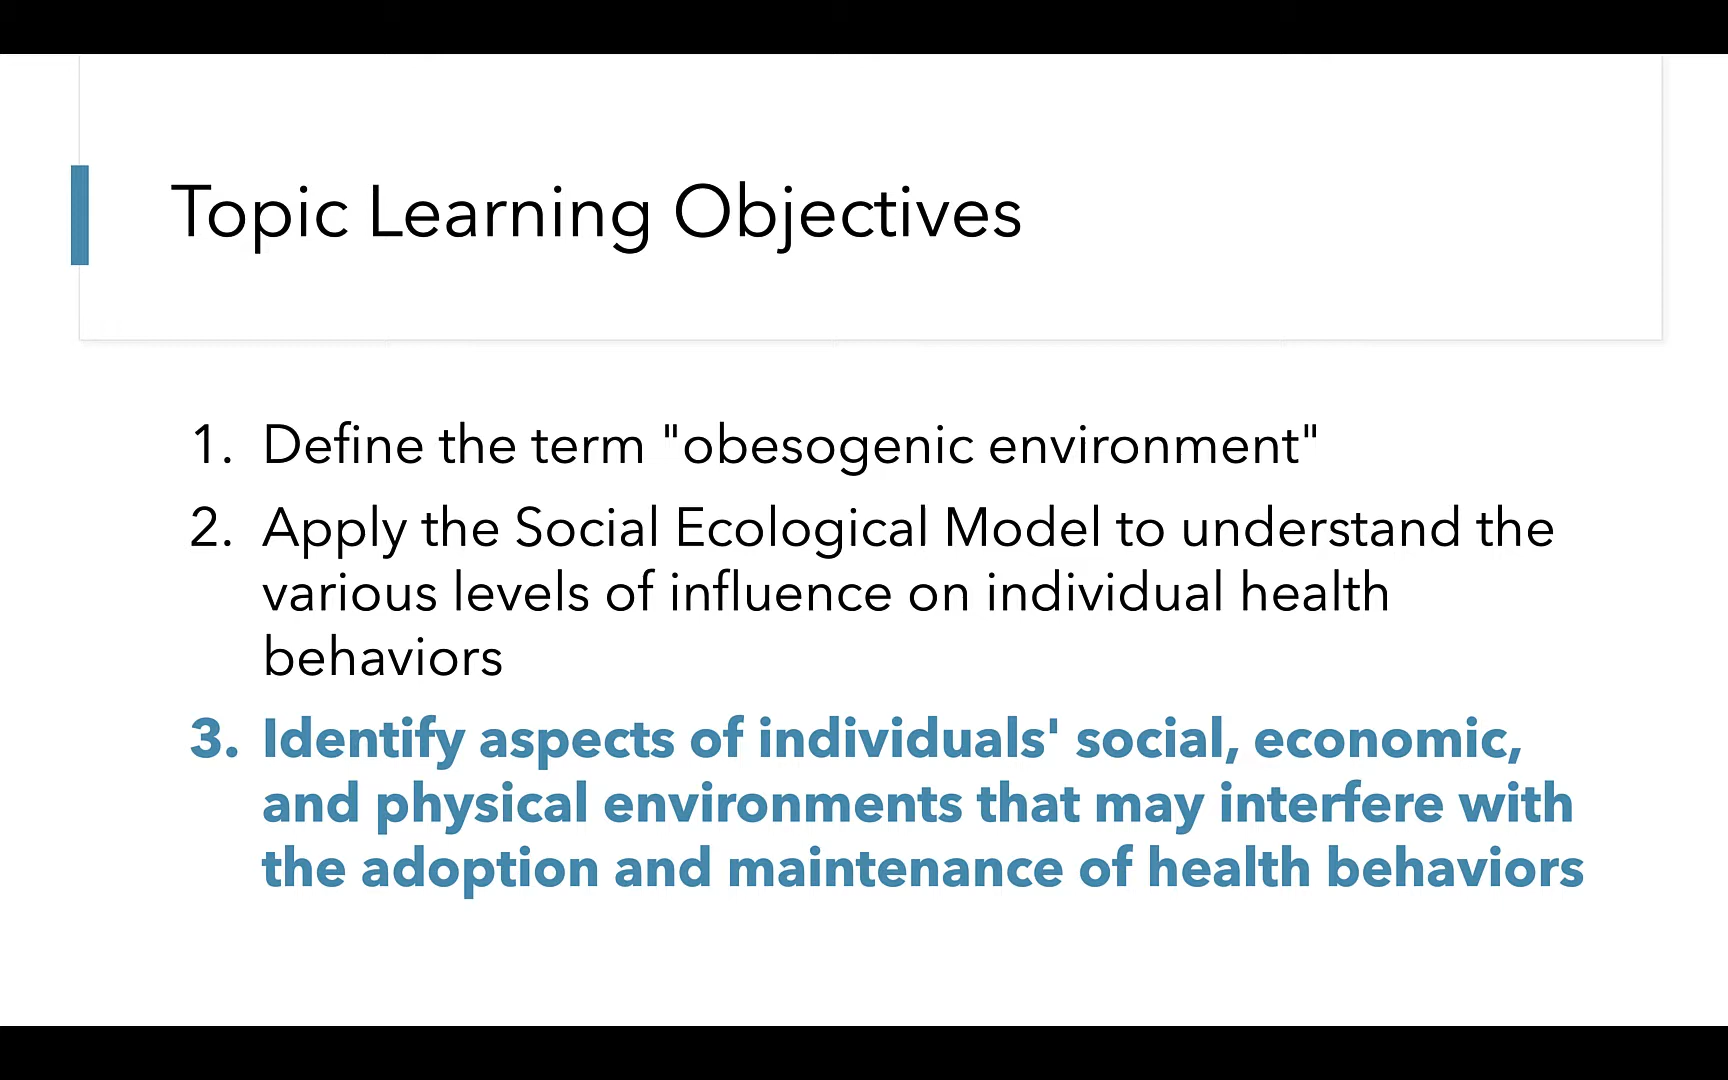 Topic Learning Objectives
1. Define the term "obesogenic environment"
2. Apply the Social Ecological Model to understand the
various levels of influence on individual health
behaviors
3. Identify aspects of individuals' social, economic,
and physical environments that may interfere with
the adoption and maintenance of health behaviors